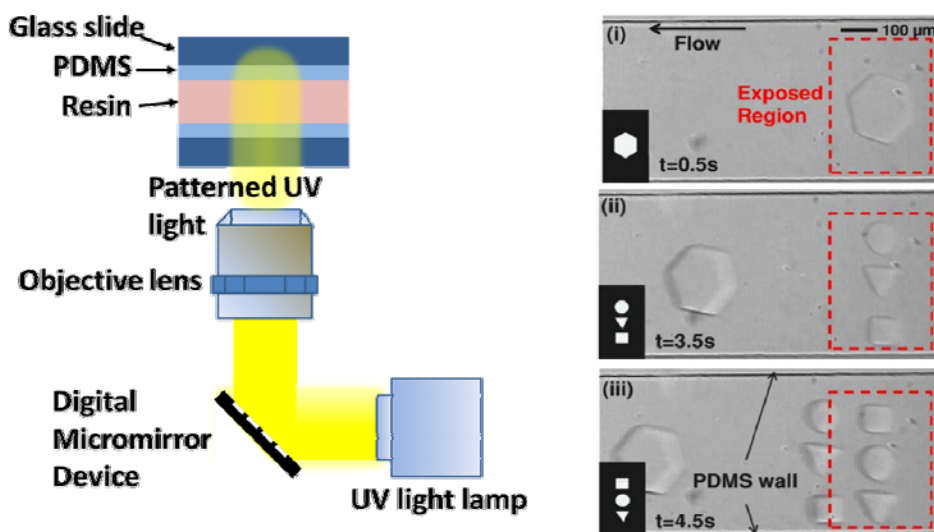 Glass slide
PDMS
Resin
Patterned UV
light
Objective lens
Digital
Micromirror
Device
UV light lamp
(i)
Flow
100 µm
Exposed
Region
t=0.5s
(ii)
t=3.5s
(iii)
PDMS wall
t=4.5s